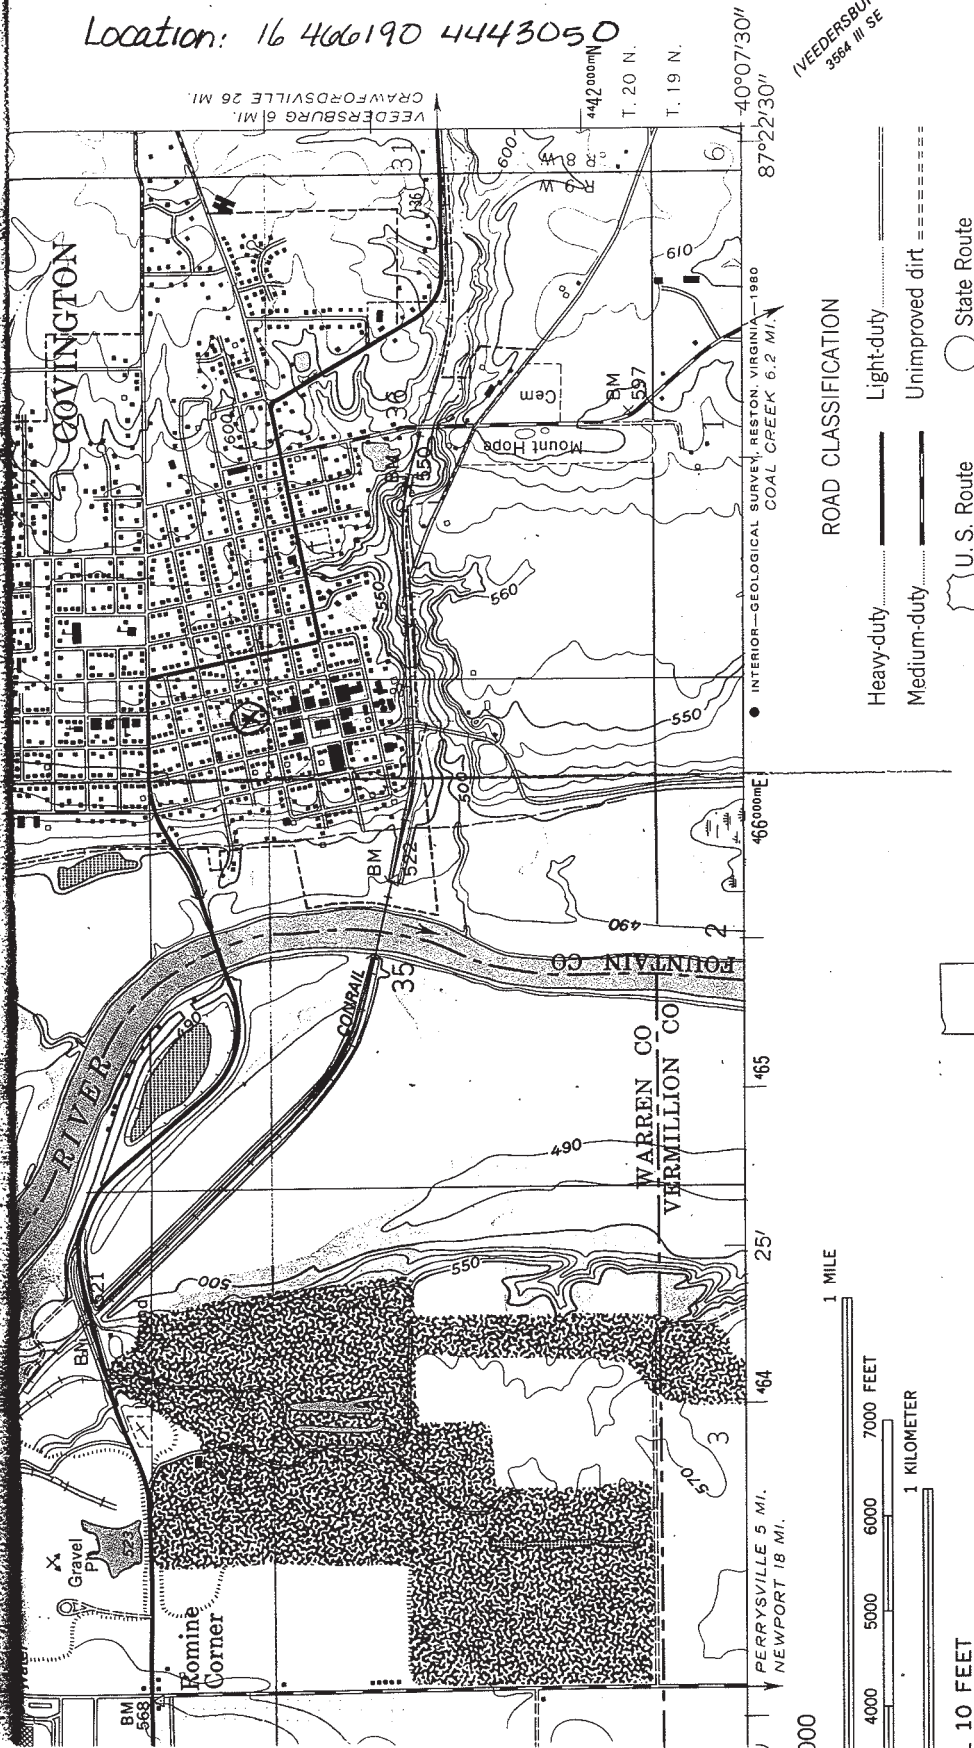 Location: 16 466190 4443050
COVINGTON
VEEDERSBURG 6 MI.
CRAWFORDSVILLE 26 MI.
4442000mN
T. 20 N.
T. 19 N.
40°07'30"
87°22'30"
3564 III SE
31
136
600
R 8 W
R 9 W
6
610
600
36
BM
550
Mount Hope
Cem
BM
597
1
550
560
550
500
BM
522
490
2
466000mE
RIVER
490
CONRAIL
35
FOUNTAIN CO
WARREN CO
VERMILLION CO
465
490
500
550
25'
464
BM
521
3
570
Gravel
Pit
Romine
Corner
BM
568
PERRYSVILLE 5 MI.
NEWPORT 18 MI.
INTERIOR—GEOLOGICAL SURVEY, RESTON, VIRGINIA—1980
COAL CREEK 6.2 MI.
ROAD CLASSIFICATION
Heavy-duty
Light-duty
Medium-duty
Unimproved dirt
U.S. Route
State Route
1 MILE
4000
5000
6000
7000 FEET
1 KILOMETER
10 FEET